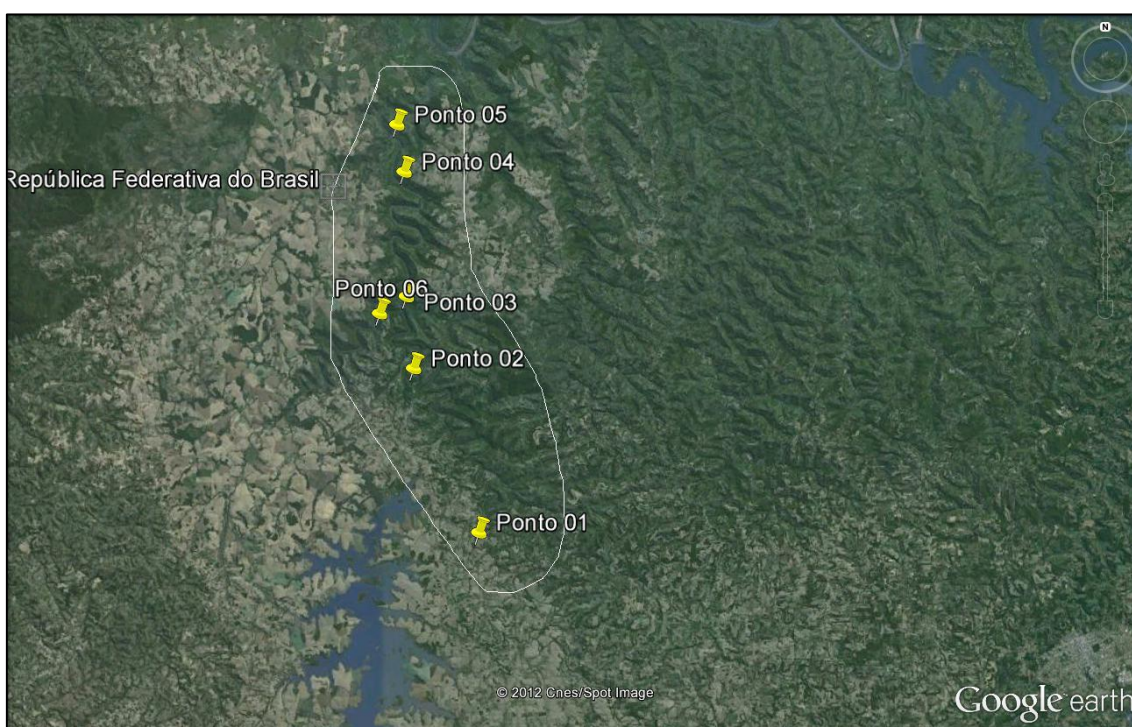 N
Ponto 05
Ponto 04
República Federativa do Brasil
Ponto 06
Ponto 03
Ponto 02
Ponto 01
© 2012 Cnes/Spot Image
Google earth